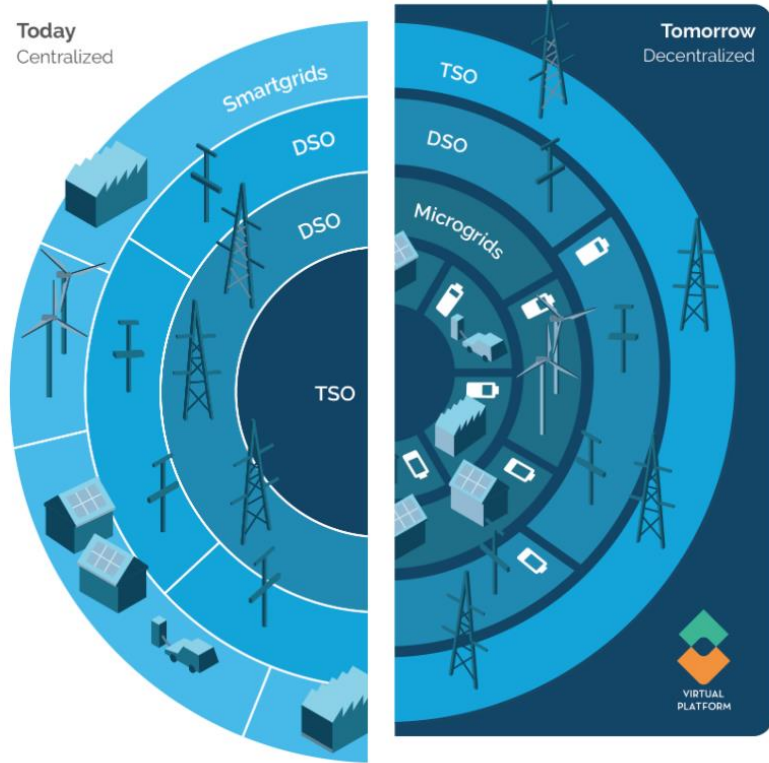 Today
Centralized
Smartgrids
DSO
DSO
TSO
Tomorrow
Decentralized
TSO
DSO
Microgrids
VIRTUAL
PLATFORM